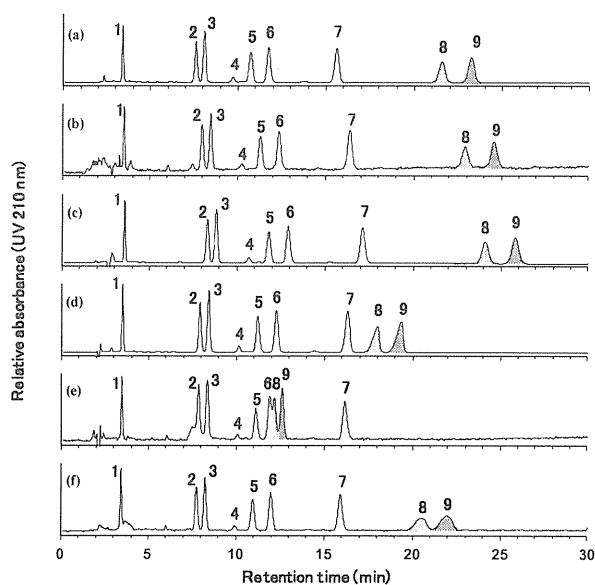 Relative absorbance (UV 210 nm)
(a) 1 2 3 4 5 6 7 8 9
(b) 1 2 3 4 5 6 7 8 9
(c) 1 2 3 4 5 6 7 8 9
(d) 1 2 3 4 5 6 7 8 9
(e) 1 2 3 4 5 6 8 9 7
(f) 1 2 3 4 5 6 7 8 9
0 5 10 15 20 25 30
Retention time (min)